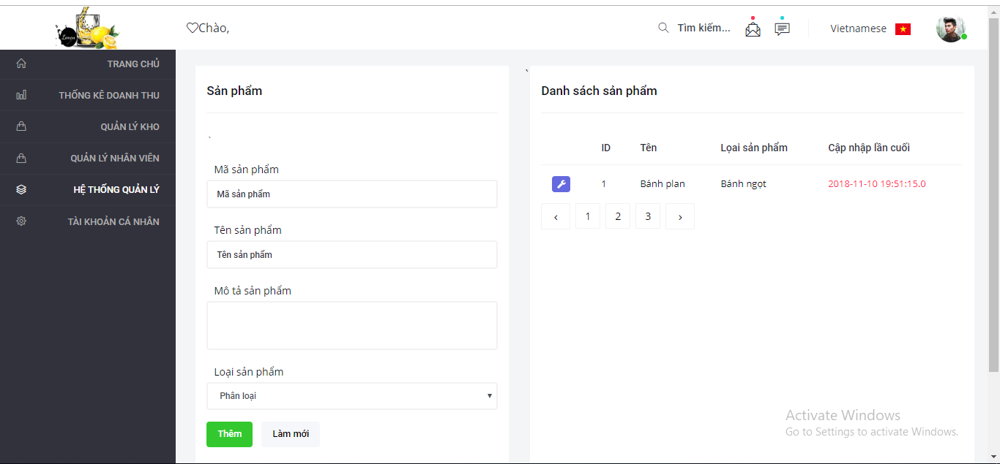 Lemon
Chào,
Tìm kiếm...
Vietnamese
TRANG CHỦ
THỐNG KÊ DOANH THU
QUẢN LÝ KHO
QUẢN LÝ NHÂN VIÊN
HỆ THỐNG QUẢN LÝ
TÀI KHOẢN CÁ NHÂN
Sản phẩm
`
Mã sản phẩm
Mã sản phẩm
Tên sản phẩm
Tên sản phẩm
Mô tả sản phẩm
Loại sản phẩm
Phân loại
Thêm Làm mới
`
Danh sách sản phẩm
ID Tên Lọai sản phẩm Cập nhập lần cuối
1 Bánh plan Bánh ngọt 2018-11-10 19:51:15.0
‹ 1 2 3 ›
Activate Windows
Go to Settings to activate Windows.